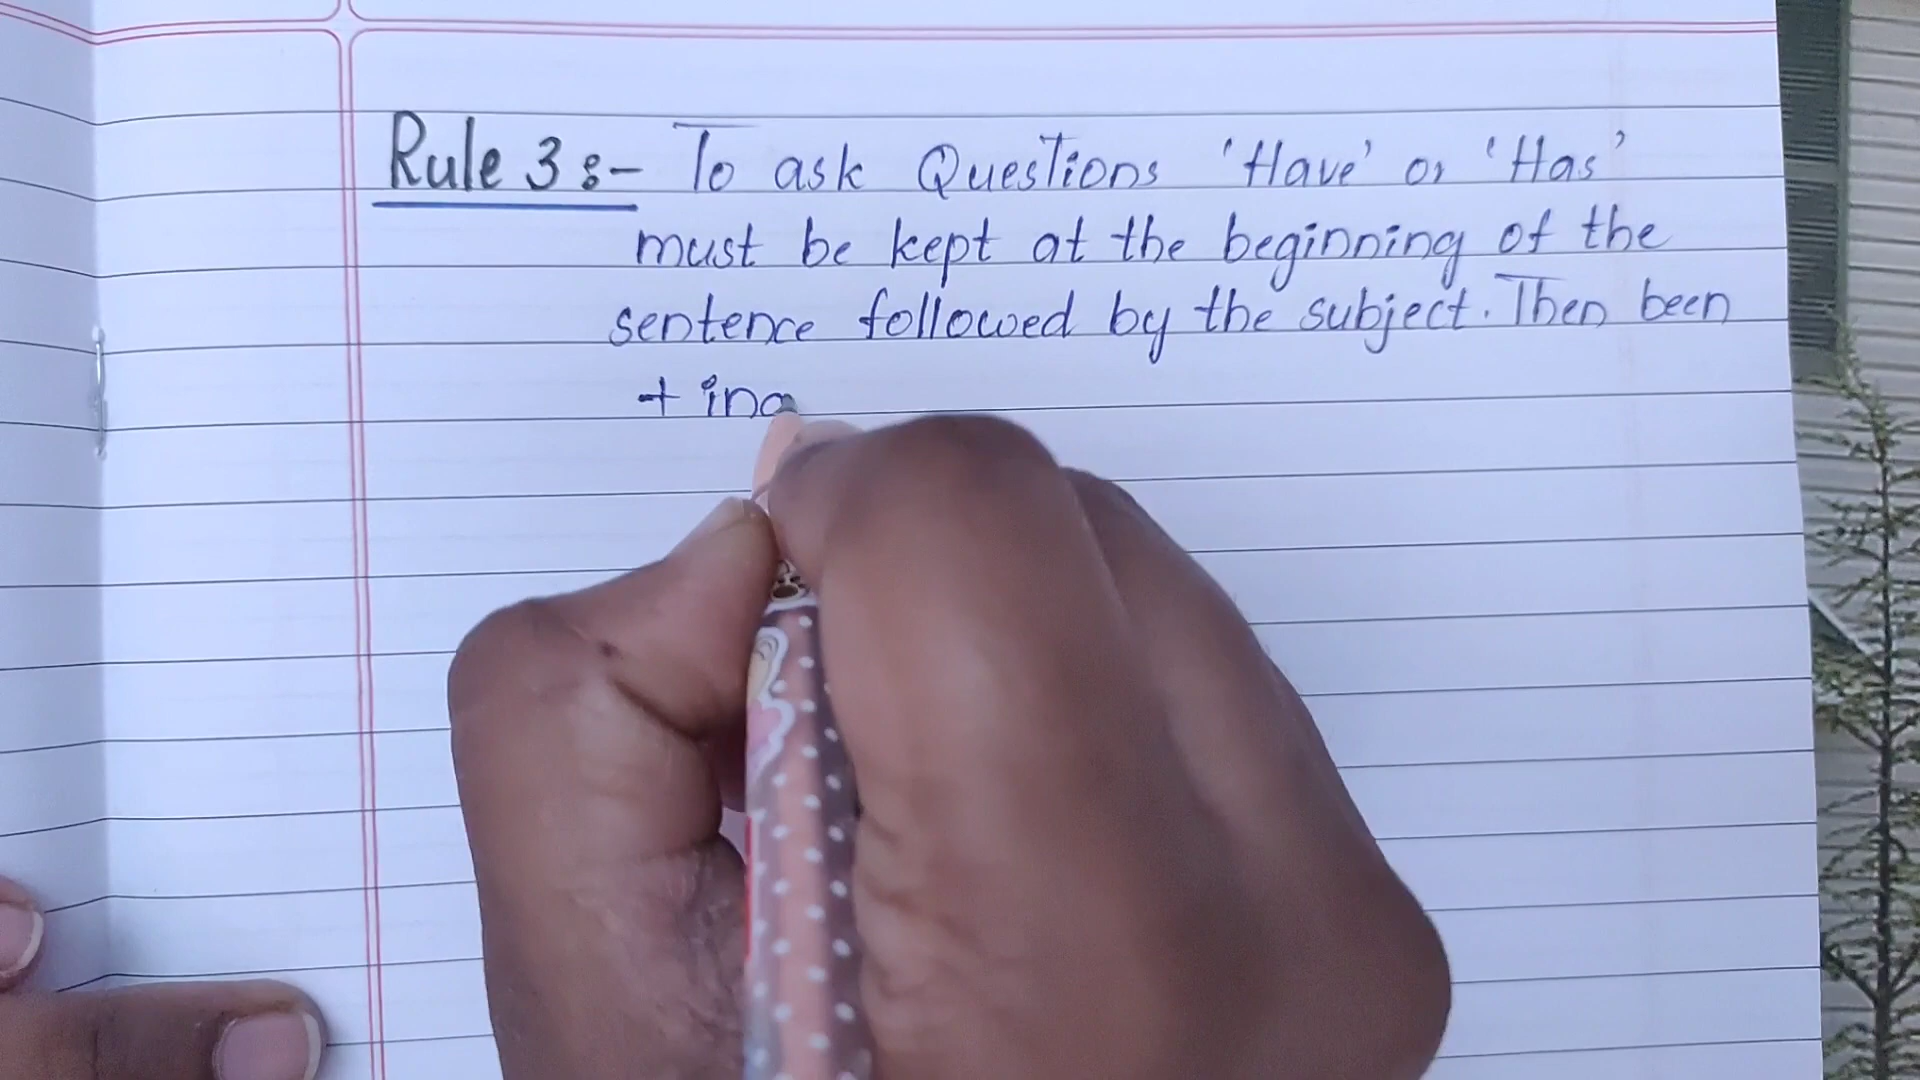 Rule 3 :- To ask Questions 'Have' or 'Has'
must be kept at the beginning of the
sentence followed by the subject. Then been
+ ing